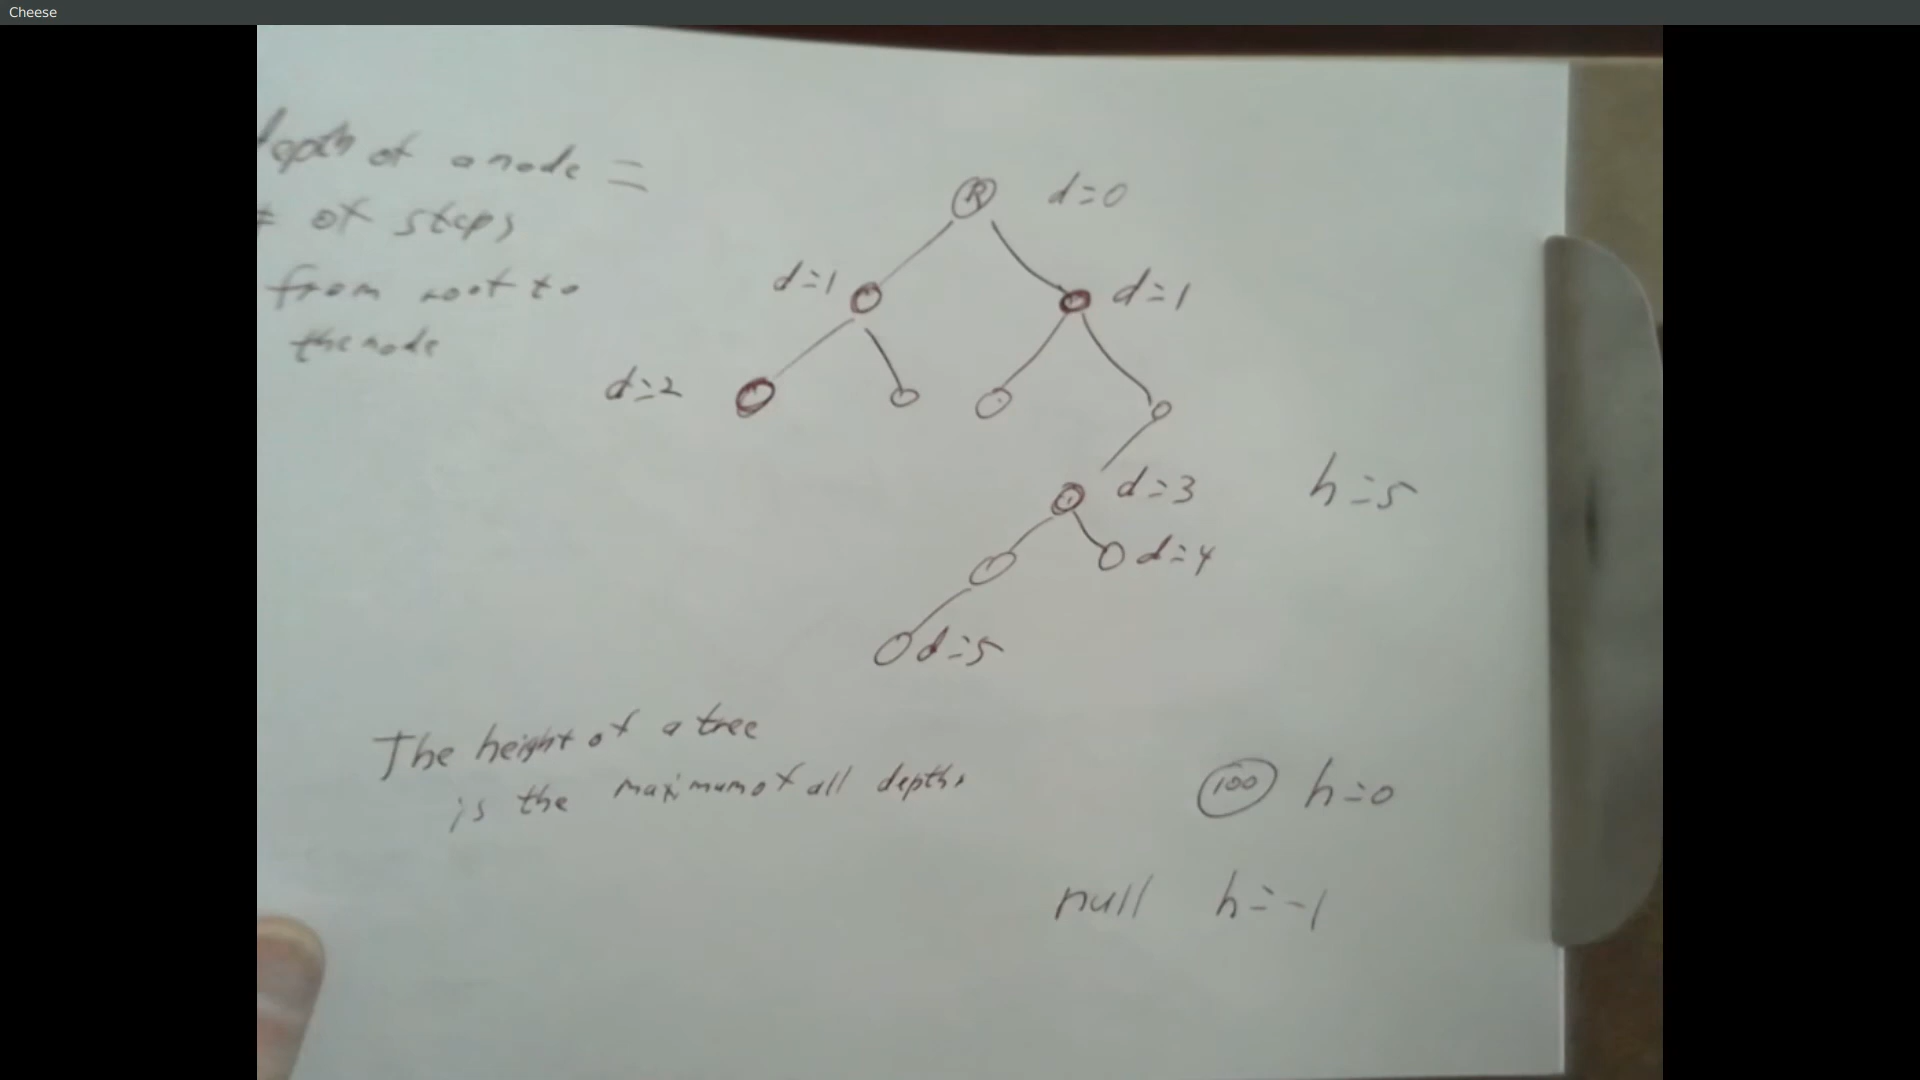 Cheese
depth of a node =
# of steps
from root to
the node
R d=0
d=1 d=1
d=2
d=3 h=5
d=4
d=5
The height of a tree
is the maximum of all depths
100 h=0
null h=-1